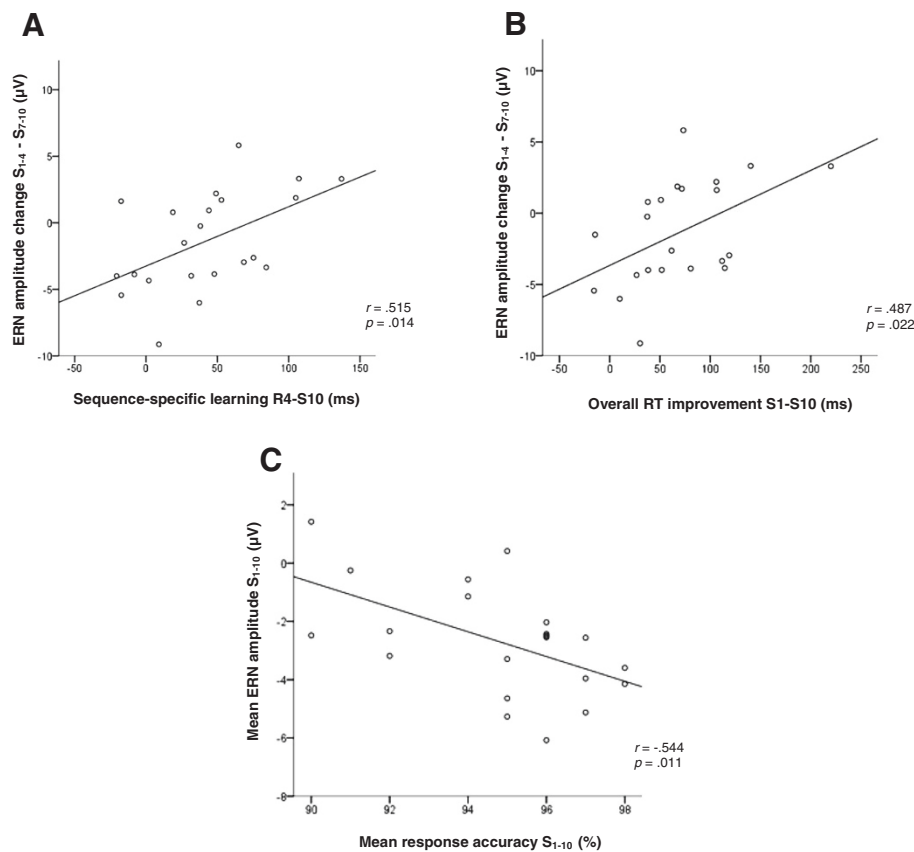 A
ERN amplitude change S1-4 - S7-10 (µV)
10
5
0
-5
-10
-50 0 50 100 150
r = .515
p = .014
Sequence-specific learning R4-S10 (ms)
B
ERN amplitude change S1-4 - S7-10 (µV)
10
5
0
-5
-10
-50 0 50 100 150 200 250
r = .487
p = .022
Overall RT improvement S1-S10 (ms)
C
Mean ERN amplitude S1-10 (µV)
2
0
-2
-4
-6
-8
90 92 94 96 98
r = -.544
p = .011
Mean response accuracy S1-10 (%)